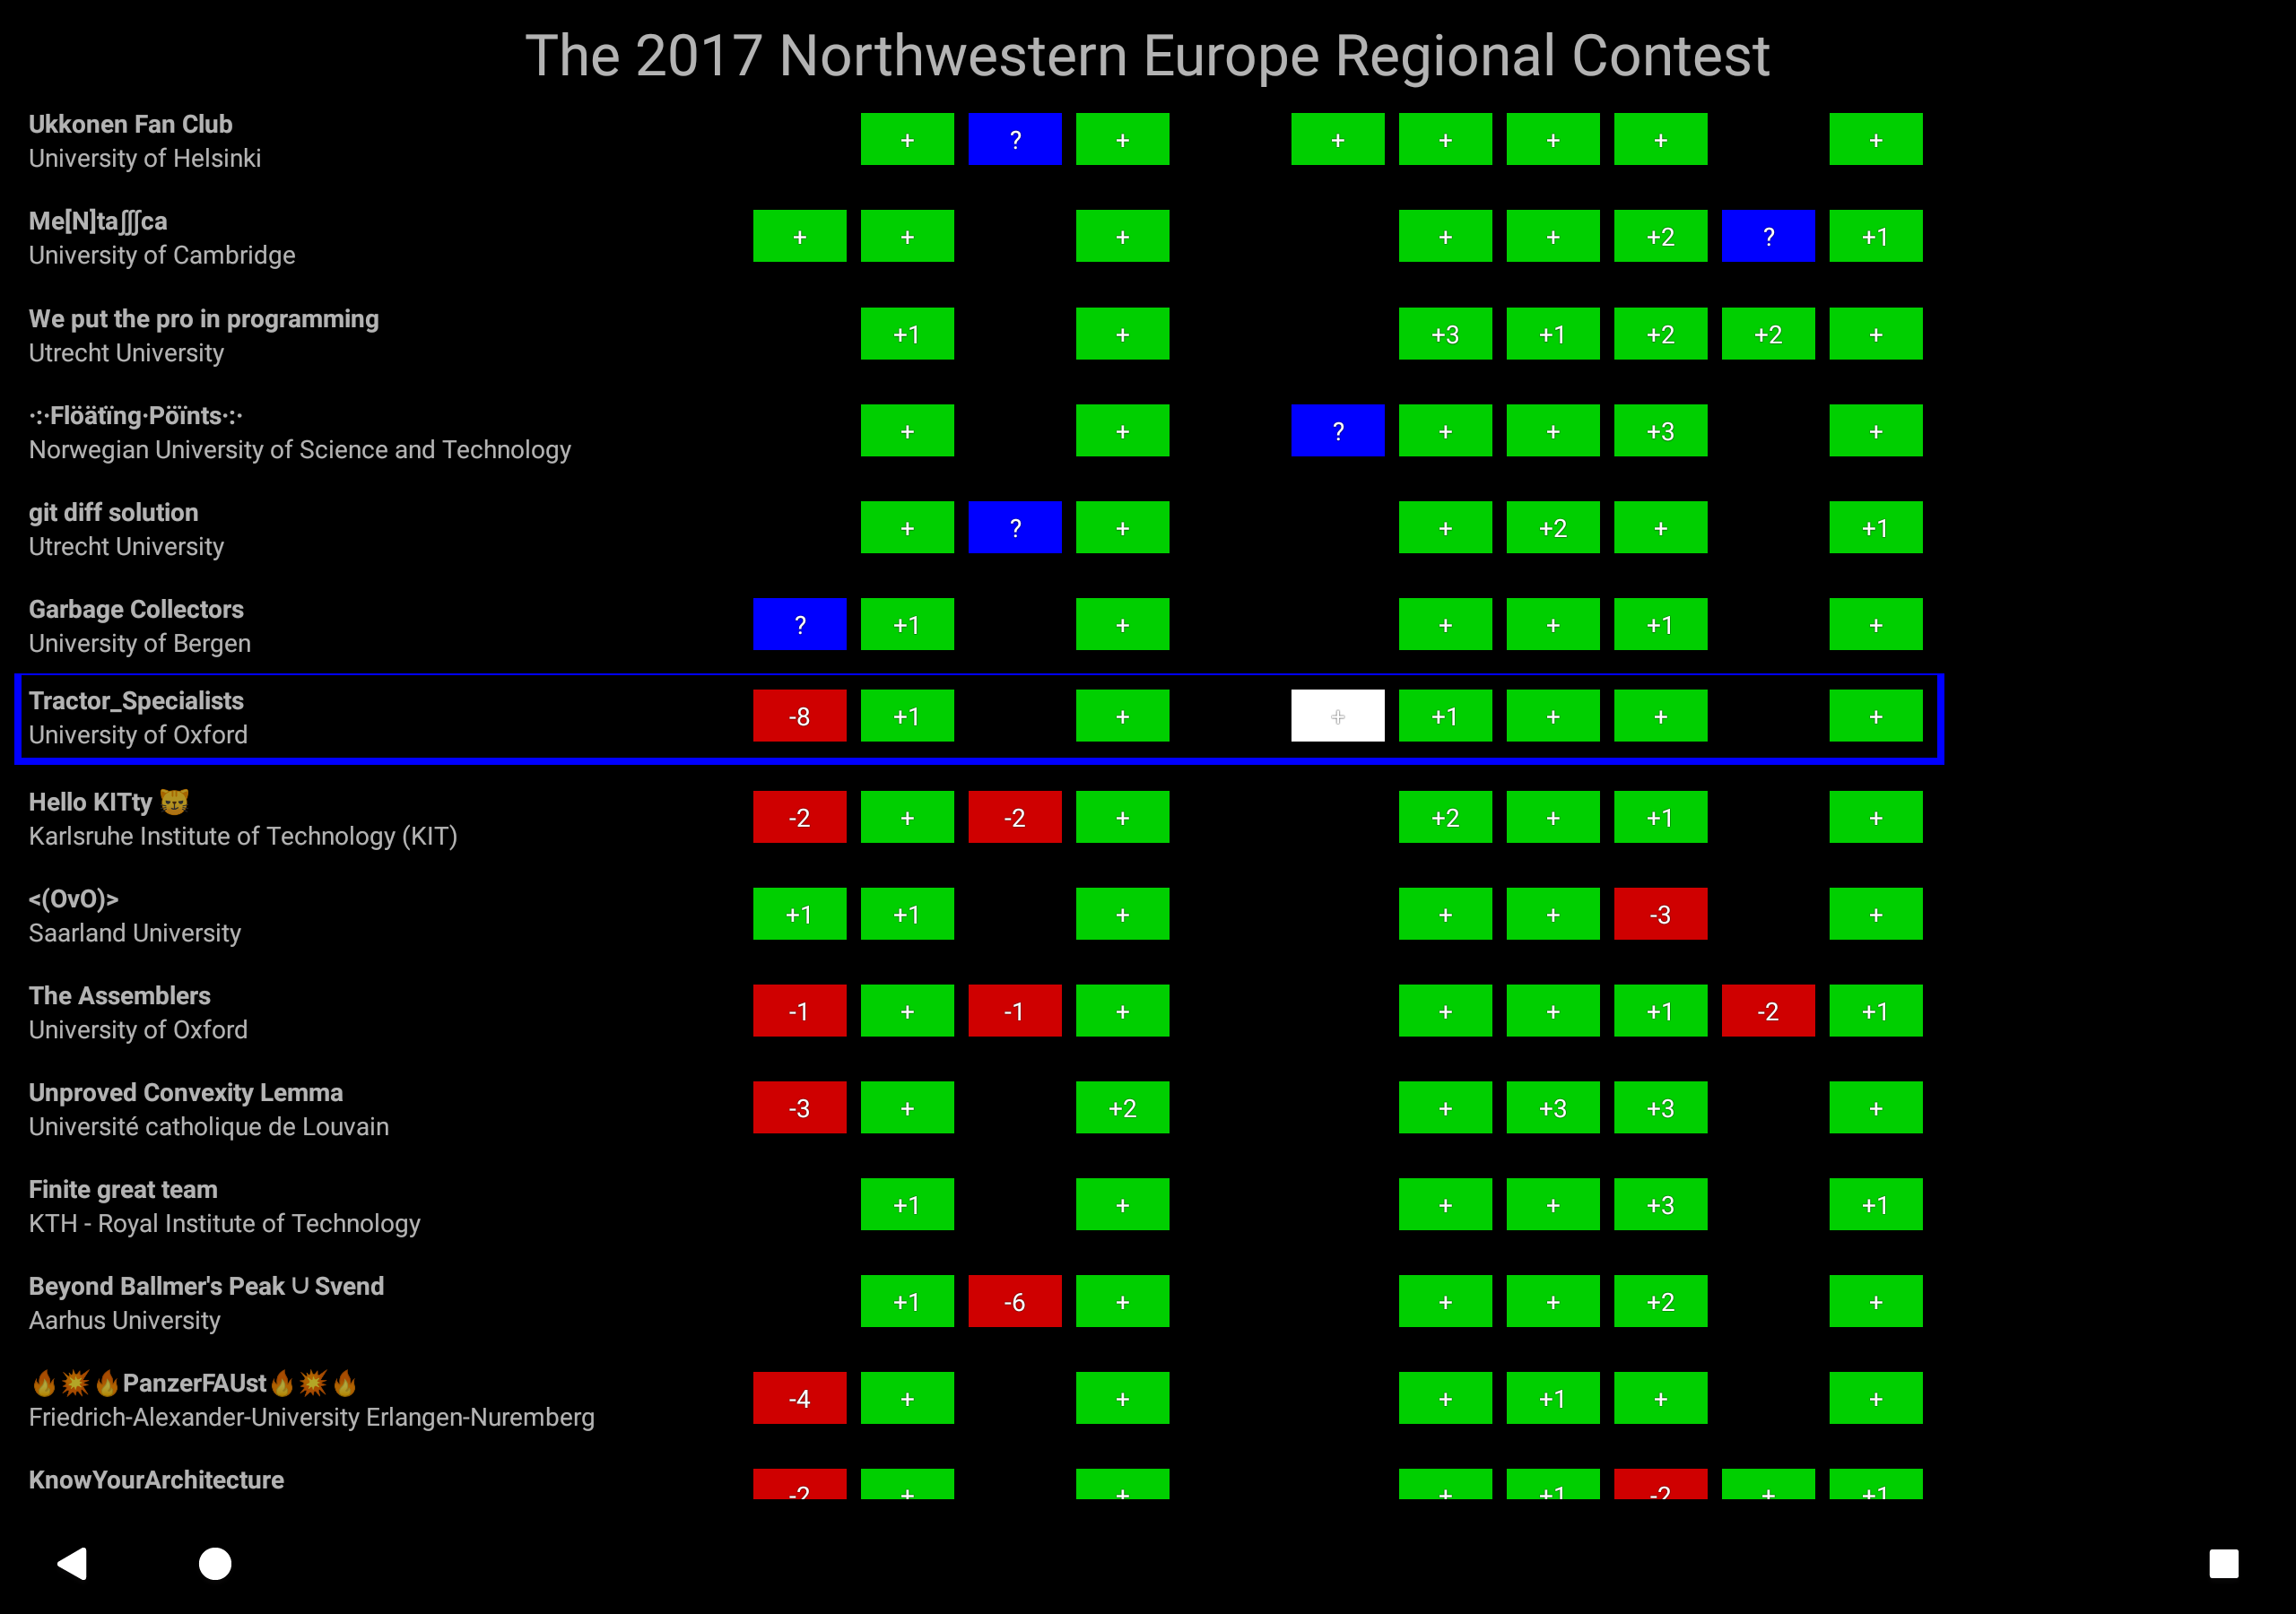 The 2017 Northwestern Europe Regional Contest
Ukkonen Fan Club
University of Helsinki
+ ? + + + + + +
Me[N]ta∫∫∫ca
University of Cambridge
+ + + + + +2 ? +1
We put the pro in programming
Utrecht University
+1 + +3 +1 +2 +2 +
·:·Flöätïng·Pöïnts·:·
Norwegian University of Science and Technology
+ + ? + + +3 +
git diff solution
Utrecht University
+ ? + + +2 + +1
Garbage Collectors
University of Bergen
? +1 + + + +1 +
Tractor_Specialists
University of Oxford
-8 +1 + + +1 + + +
Hello KITty 😼
Karlsruhe Institute of Technology (KIT)
-2 + -2 + +2 + +1 +
<(OvO)>
Saarland University
+1 +1 + + + -3 +
The Assemblers
University of Oxford
-1 + -1 + + + +1 -2 +1
Unproved Convexity Lemma
Université catholique de Louvain
-3 + +2 + +3 +3 +
Finite great team
KTH - Royal Institute of Technology
+1 + + + +3 +1
Beyond Ballmer's Peak ∪ Svend
Aarhus University
+1 -6 + + + +2 +
🔥💥🔥PanzerFAUst🔥💥🔥
Friedrich-Alexander-University Erlangen-Nuremberg
-4 + + + +1 + +
KnowYourArchitecture
-2 + + + +1 -2 + +1